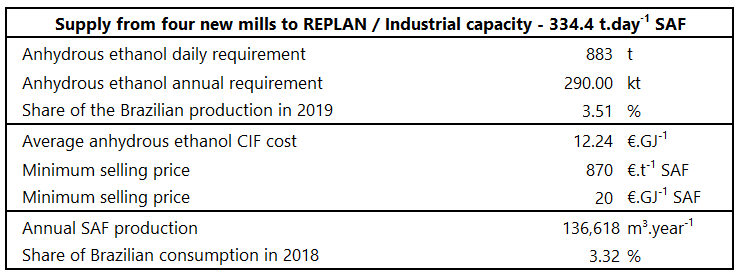 Supply from four new mills to REPLAN / Industrial capacity - 334.4 t.day⁻¹ SAF
Anhydrous ethanol daily requirement 883 t
Anhydrous ethanol annual requirement 290.00 kt
Share of the Brazilian production in 2019 3.51 %
Average anhydrous ethanol CIF cost 12.24 €.GJ⁻¹
Minimum selling price 870 €.t⁻¹ SAF
Minimum selling price 20 €.GJ⁻¹ SAF
Annual SAF production 136,618 m³.year⁻¹
Share of Brazilian consumption in 2018 3.32 %